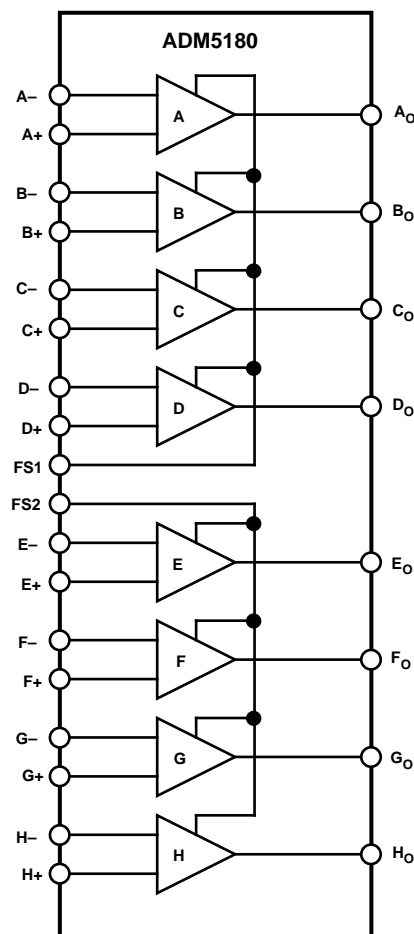 ADM5180
A–
A+
A
AO
B–
B+
B
BO
C–
C+
C
CO
D–
D+
D
DO
FS1
FS2
E–
E+
E
EO
F–
F+
F
FO
G–
G+
G
GO
H–
H+
H
HO